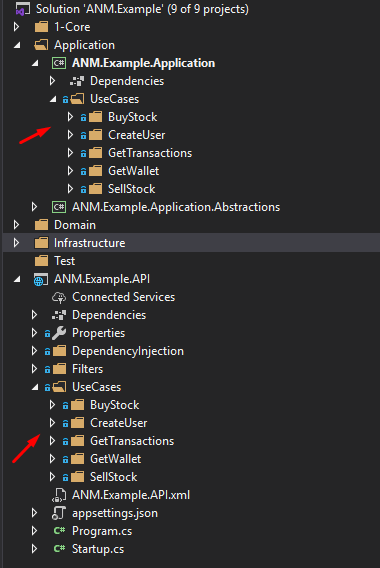 Solution 'ANM.Example' (9 of 9 projects)
1-Core
Application
C# ANM.Example.Application
Dependencies
UseCases
BuyStock
CreateUser
GetTransactions
GetWallet
SellStock
C# ANM.Example.Application.Abstractions
Domain
Infrastructure
Test
ANM.Example.API
Connected Services
Dependencies
Properties
DependencyInjection
Filters
UseCases
BuyStock
CreateUser
GetTransactions
GetWallet
SellStock
ANM.Example.API.xml
appsettings.json
C# Program.cs
C# Startup.cs